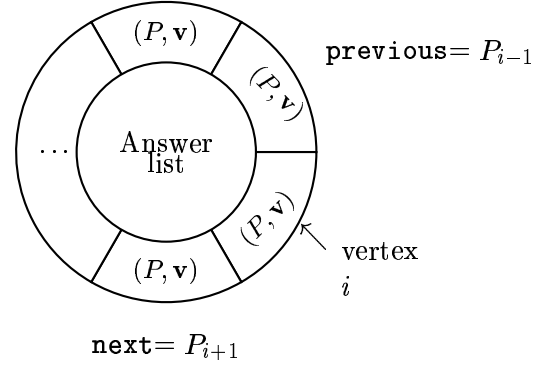 (P, v)
previous= P_{i−1}
(P, v)
...
Answer
list
(P, v)
vertex
i
(P, v)
next= P_{i+1}